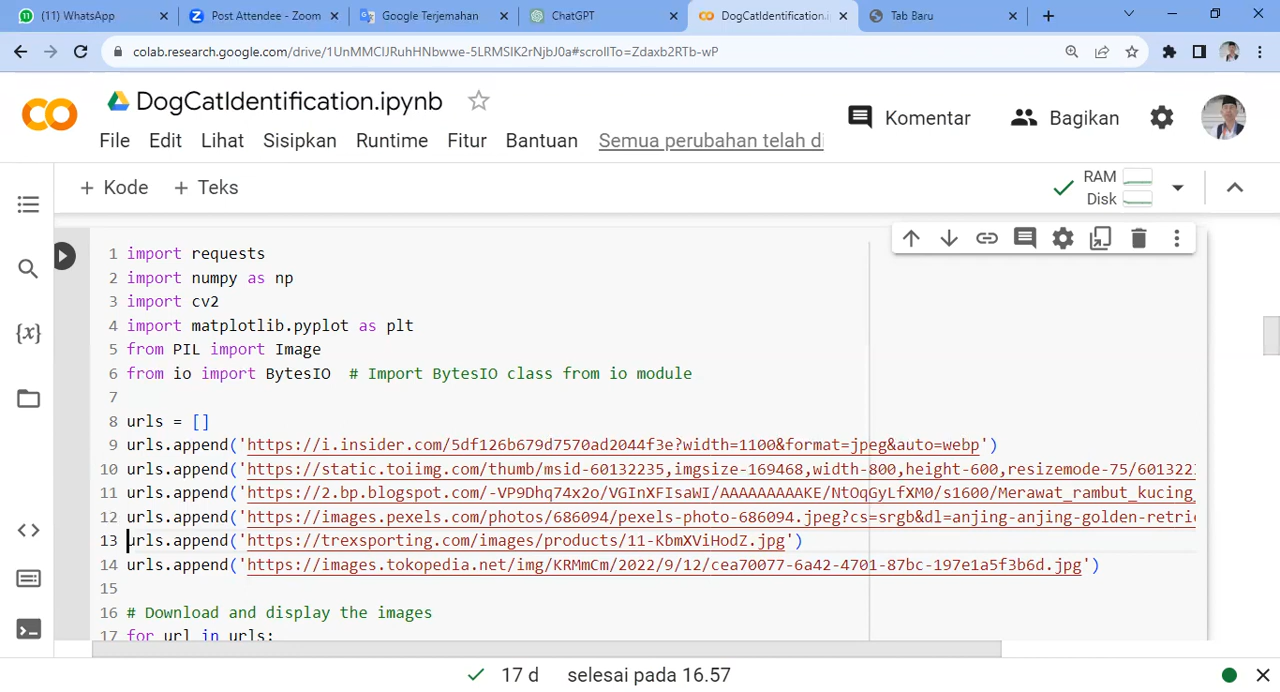 (11) WhatsApp
Penjadwalan - Zoom
Terjemahan
ChatGPT
DogCatIdentification.i
Tab Baru
colab.research.google.com/drive/1UnMMClJRuhHNbwwe-5LRMSlK2rNjbJ0a#scrollTo=Zdaxb2RTb-wP
DogCatIdentification.ipynb
Komentar
Bagikan
File Edit Lihat Sisipkan Runtime Fitur Bantuan Semua perubahan telah di
+ Kode + Teks
RAM
Disk
1 import requests
2 import numpy as np
3 import cv2
4 import matplotlib.pyplot as plt
5 from PIL import Image
6 from io import BytesIO # Import BytesIO class from io module
7
8 urls = []
9 urls.append('https://i.insider.com/5df126b679d7570ad2044f3e?width=1100&format=jpeg&auto=webp')
10 urls.append('https://static.toiimg.com/thumb/msid-60132235,imgsize-169468,width-800,height-600,resizemode-75/6013223
11 urls.append('https://2.bp.blogspot.com/-VP9Dhq74x2o/VGInXFIsaWI/AAAAAAAAAKE/NtOqGyLfXM0/s1600/Merawat_rambut_kucing_
12 urls.append('https://images.pexels.com/photos/686094/pexels-photo-686094.jpeg?cs=srgb&dl=anjing-anjing-golden-retrie
13 urls.append('https://trexsporting.com/images/products/11-KbmXViHodZ.jpg')
14 urls.append('https://images.tokopedia.net/img/KRMmCm/2022/9/12/cea70077-6a42-4701-87bc-197e1a5f3b6d.jpg')
15
16 # Download and display the images
17 for url in urls:
17 d selesai pada 16.57